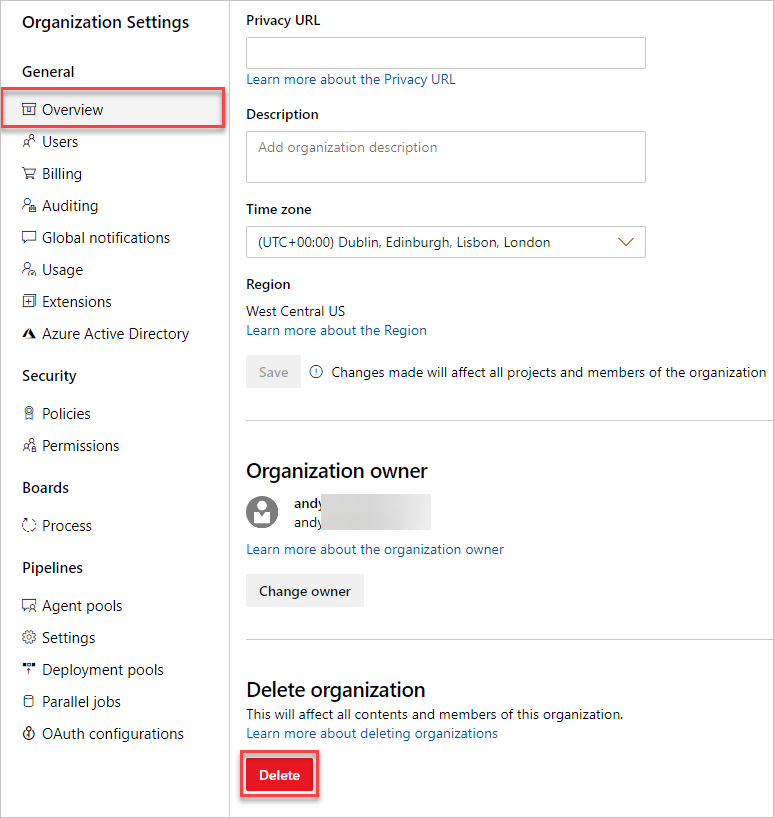 Organization Settings
General
Overview
Users
Billing
Auditing
Global notifications
Usage
Extensions
Azure Active Directory
Security
Policies
Permissions
Boards
Process
Pipelines
Agent pools
Settings
Deployment pools
Parallel jobs
OAuth configurations
Privacy URL
Learn more about the Privacy URL
Description
Add organization description
Time zone
(UTC+00:00) Dublin, Edinburgh, Lisbon, London
Region
West Central US
Learn more about the Region
Save Changes made will affect all projects and members of the organization
Organization owner
andy
andy
Learn more about the organization owner
Change owner
Delete organization
This will affect all contents and members of this organization.
Learn more about deleting organizations
Delete